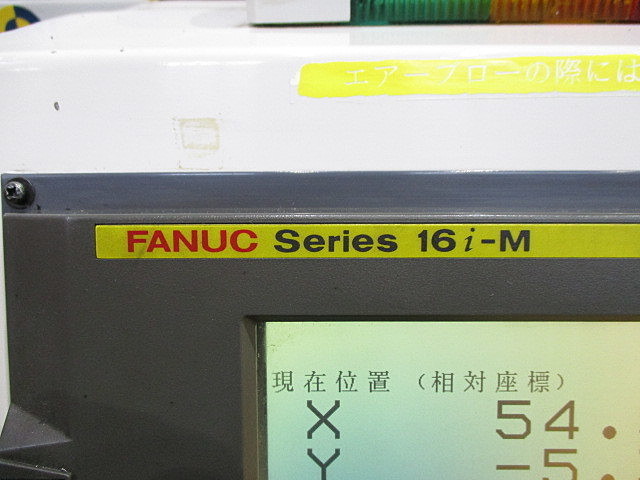 エアーブローの際には
FANUC Series 16i-M
現在位置（相対座標）
X 54.
Y -5.